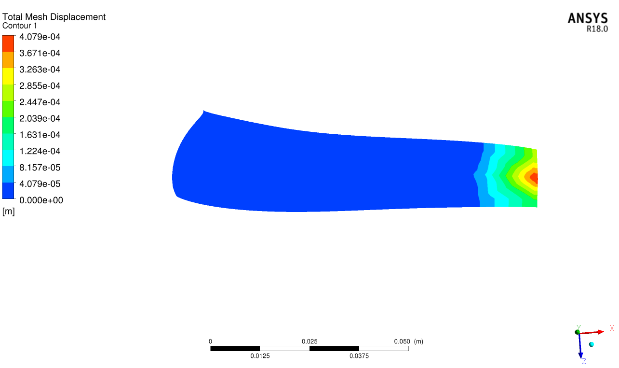 Total Mesh Displacement
Contour 1
4.079e-04
3.671e-04
3.263e-04
2.855e-04
2.447e-04
2.039e-04
1.631e-04
1.224e-04
8.157e-05
4.079e-05
0.000e+00
[m]
ANSYS
R18.0
0 0.025 0.050 (m)
0.0125 0.0375
Y X
Z